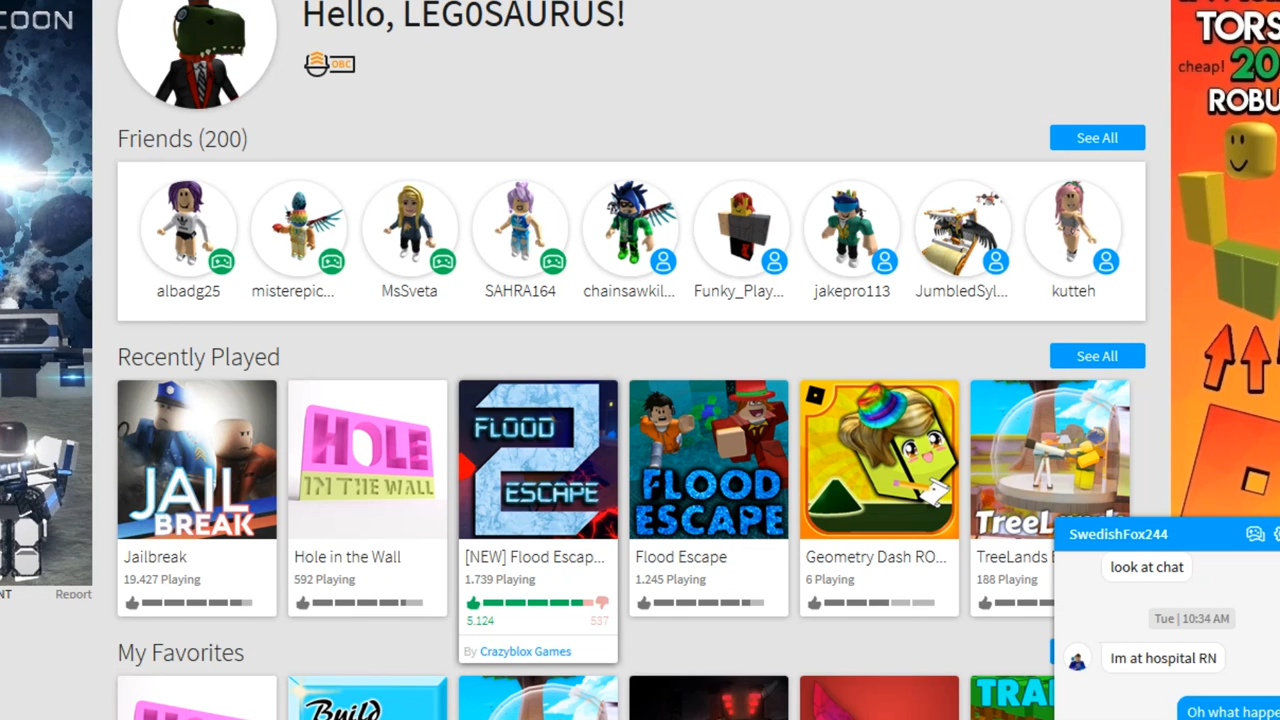 COON
Hello, LEG0SAURUS!
OBC
TORS
cheap! 20
ROBU
Friends (200)
See All
albadg25
misterepic...
MsSveta
SAHRA164
chainsawkil...
Funky_Play...
jakepro113
JumbledSyl...
kutteh
Recently Played
See All
JAIL
BREAK
HOLE
IN THE WALL
FLOOD
2
ESCAPE
FLOOD
ESCAPE
TreeL
Jailbreak
19.427 Playing
Hole in the Wall
592 Playing
[NEW] Flood Escap...
1.739 Playing
5.124
537
By Crazyblox Games
Flood Escape
1.245 Playing
Geometry Dash RO...
6 Playing
TreeLands
188 Playing
NT
Report
SwedishFox244
look at chat
Tue | 10:34 AM
Im at hospital RN
Oh what happe
My Favorites
Build
TRA